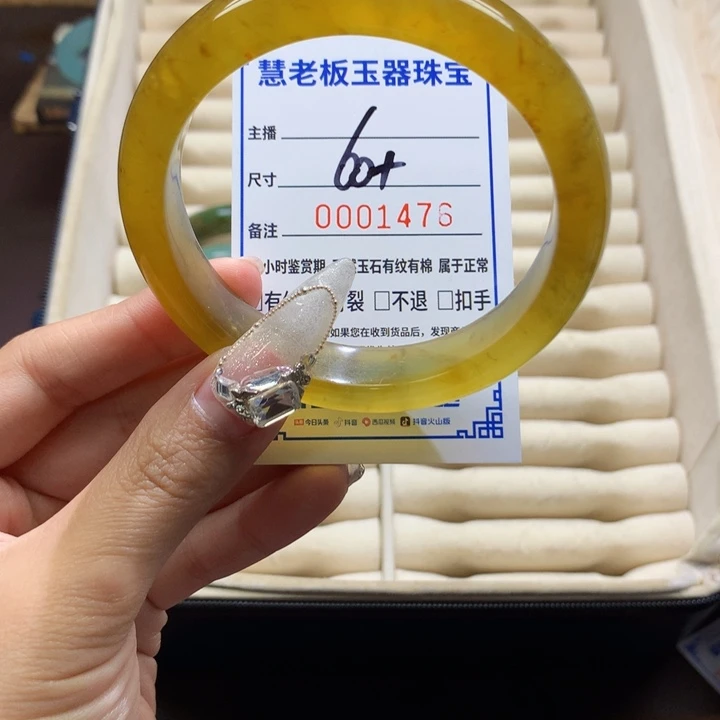 慧老板玉器珠宝
主播
尺寸 60+
备注 0001476
小时鉴赏期 玉石有纹有棉 属于正常
□有 裂 □不退 □扣手
如果您在收到货品后，发现
今日头条 抖音 西瓜视频 抖音火山版